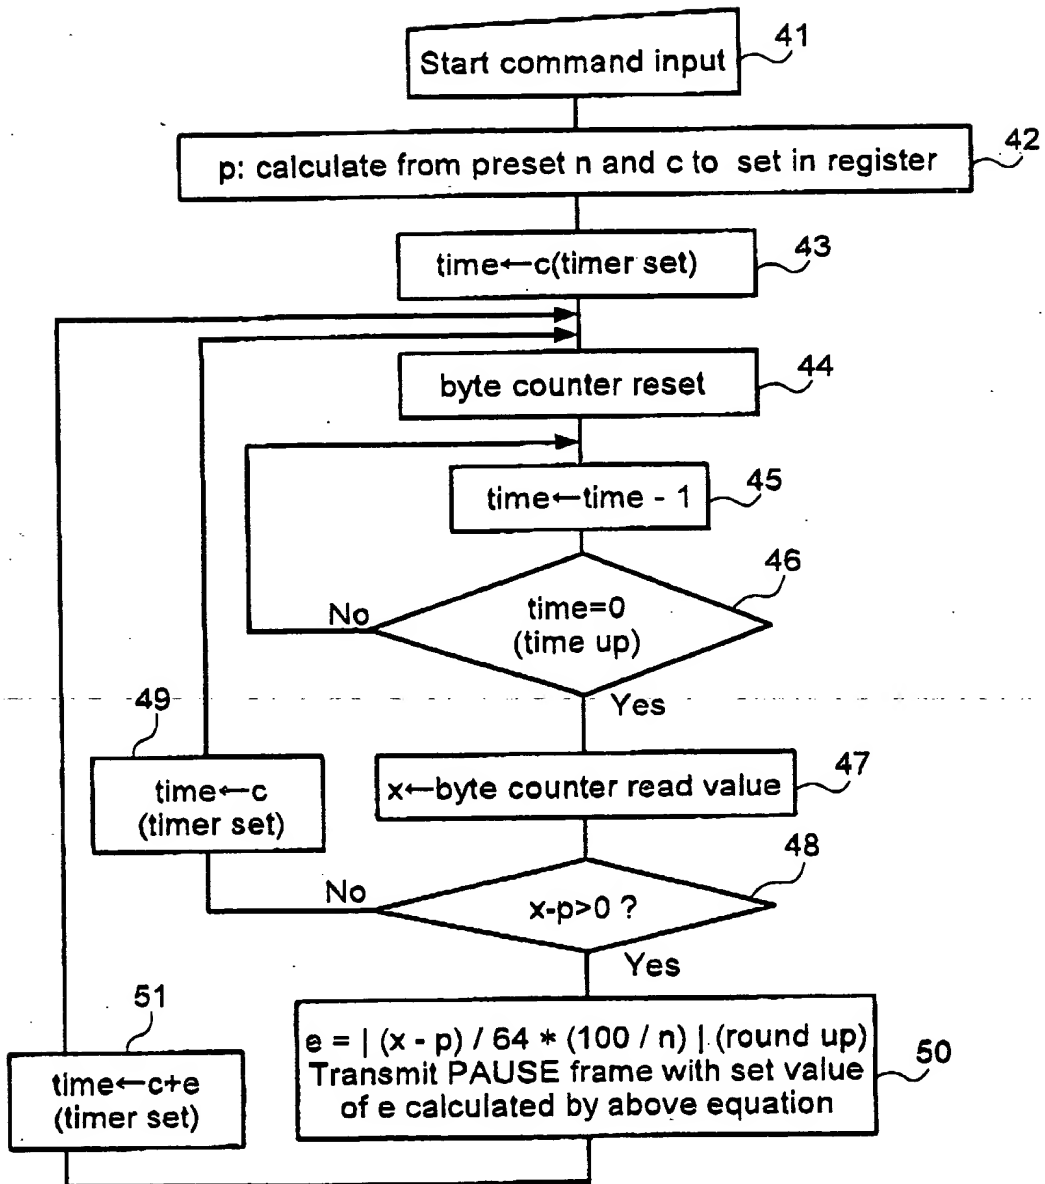 Start command input
41
p: calculate from preset n and c to set in register
42
time←c(timer set)
43
byte counter reset
44
time←time - 1
45
time=0
(time up)
46
No
Yes
49
time←c
(timer set)
x←byte counter read value
47
48
No
x-p>0 ?
Yes
51
time←c+e
(timer set)
e = | (x - p) / 64 * (100 / n) | (round up)
Transmit PAUSE frame with set value
of e calculated by above equation
50